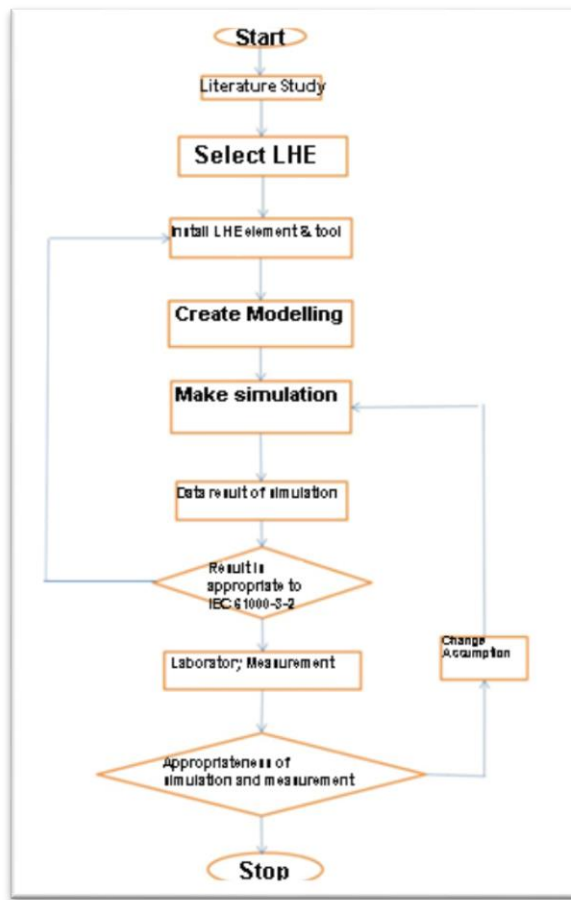 Start
Literature Study
Select LHE
Install LHE element & tool
Create Modelling
Make simulation
Data result of simulation
Result is
appropriate to
IEC 61000-3-2
Laboratory Measurement
Change
Assumption
Appropriateness of
simulation and measurement
Stop